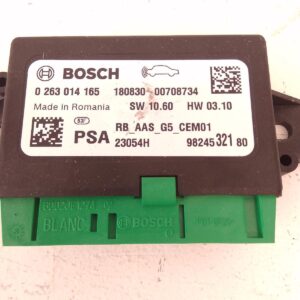 BOSCH
0 263 014 165 180830 00708734
Made in Romania SW 10.60 HW 03.10
PSA RB_AAS_G5_CEM01
23054H 98245 321 80
BLANC BOSCH